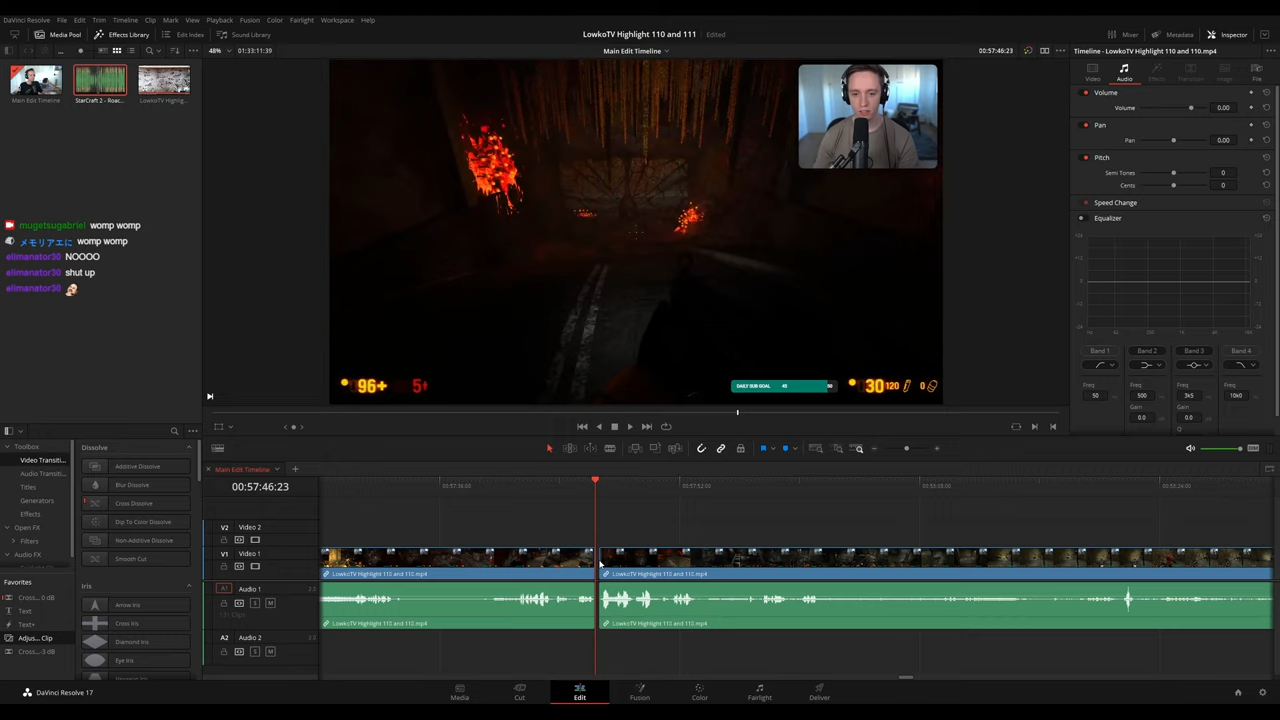 DaVinci Resolve File Edit Trim Timeline Clip Mark View Playback Fusion Color Fairlight Workspace Help
Media Pool Effects Library Edit Index Sound Library LowkoTV Highlight 110 and 111 Edited Mixer Metadata Inspector
48% 01:33:11:39 Main Edit Timeline 00:57:46:23 Timeline - LowkoTV Highlight 110 and 110.mp4
Video Audio Effects Transition Image File
Main Edit Timeline StarCraft 2 - Roac... LowkoTV Highlig...
Volume
Volume 0.00
Pan
Pan 0.00
Pitch
Semi Tones 0
Cents 0
Speed Change
Equalizer
mugetsugabriel womp womp
メモリアエに womp womp
elimanator30 NOOOO
elimanator30 shut up
elimanator30
96+ 5
DAILY SUB GOAL 45 50
30 120 0
Band 1 Band 2 Band 3 Band 4
Freq Freq Freq Freq
50 500 3k5 10k0
Gain Gain
0.0 0.0
Toolbox
Video Transiti...
Audio Transiti...
Titles
Generators
Effects
Open FX
Filters
Audio FX
Favorites
Cross... 0 dB
Text
Text+
Adjus... Clip
Cross...-3 dB
Dissolve
Additive Dissolve
Blur Dissolve
Cross Dissolve
Dip To Color Dissolve
Non-Additive Dissolve
Smooth Cut
Iris
Arrow Iris
Cross Iris
Diamond Iris
Eye Iris
Main Edit Timeline
00:57:46:23
00:57:36:00 00:57:52:00 00:58:08:00 00:58:24:00
V2 Video 2
V1 Video 1
LowkoTV Highlight 110 and 110.mp4 LowkoTV Highlight 110 and 110.mp4
A1 Audio 1 2.0
LowkoTV Highlight 110 and 110.mp4 LowkoTV Highlight 110 and 110.mp4
A2 Audio 2 2.0
DaVinci Resolve 17 Media Cut Edit Fusion Color Fairlight Deliver